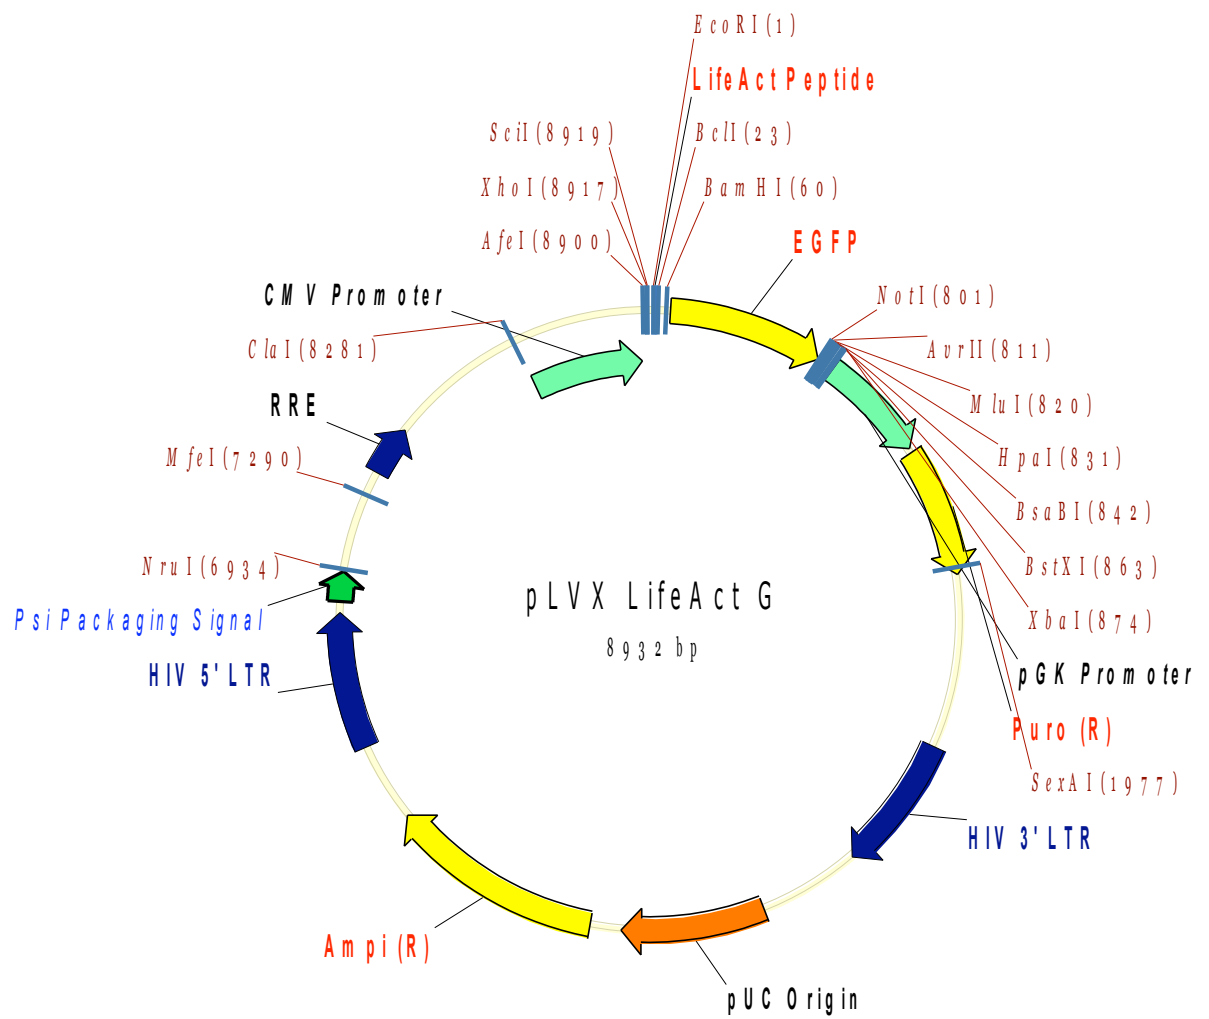 EcoRI (1)
LifeAct Peptide
SciI (8919)
BclI (23)
XhoI (8917)
BamHI (60)
AfeI (8900)
EGFP
CMV Promoter
NotI (801)
ClaI (8281)
AvrII (811)
RRE
MluI (820)
MfeI (7290)
HpaI (831)
BsaBI (842)
NruI (6934)
BstXI (863)
pLVX LifeAct G
Psi Packaging Signal
XbaI (874)
8932 bp
HIV 5' LTR
pGK Promoter
Puro (R)
SexAI (1977)
HIV 3' LTR
Ampi (R)
pUC Origin